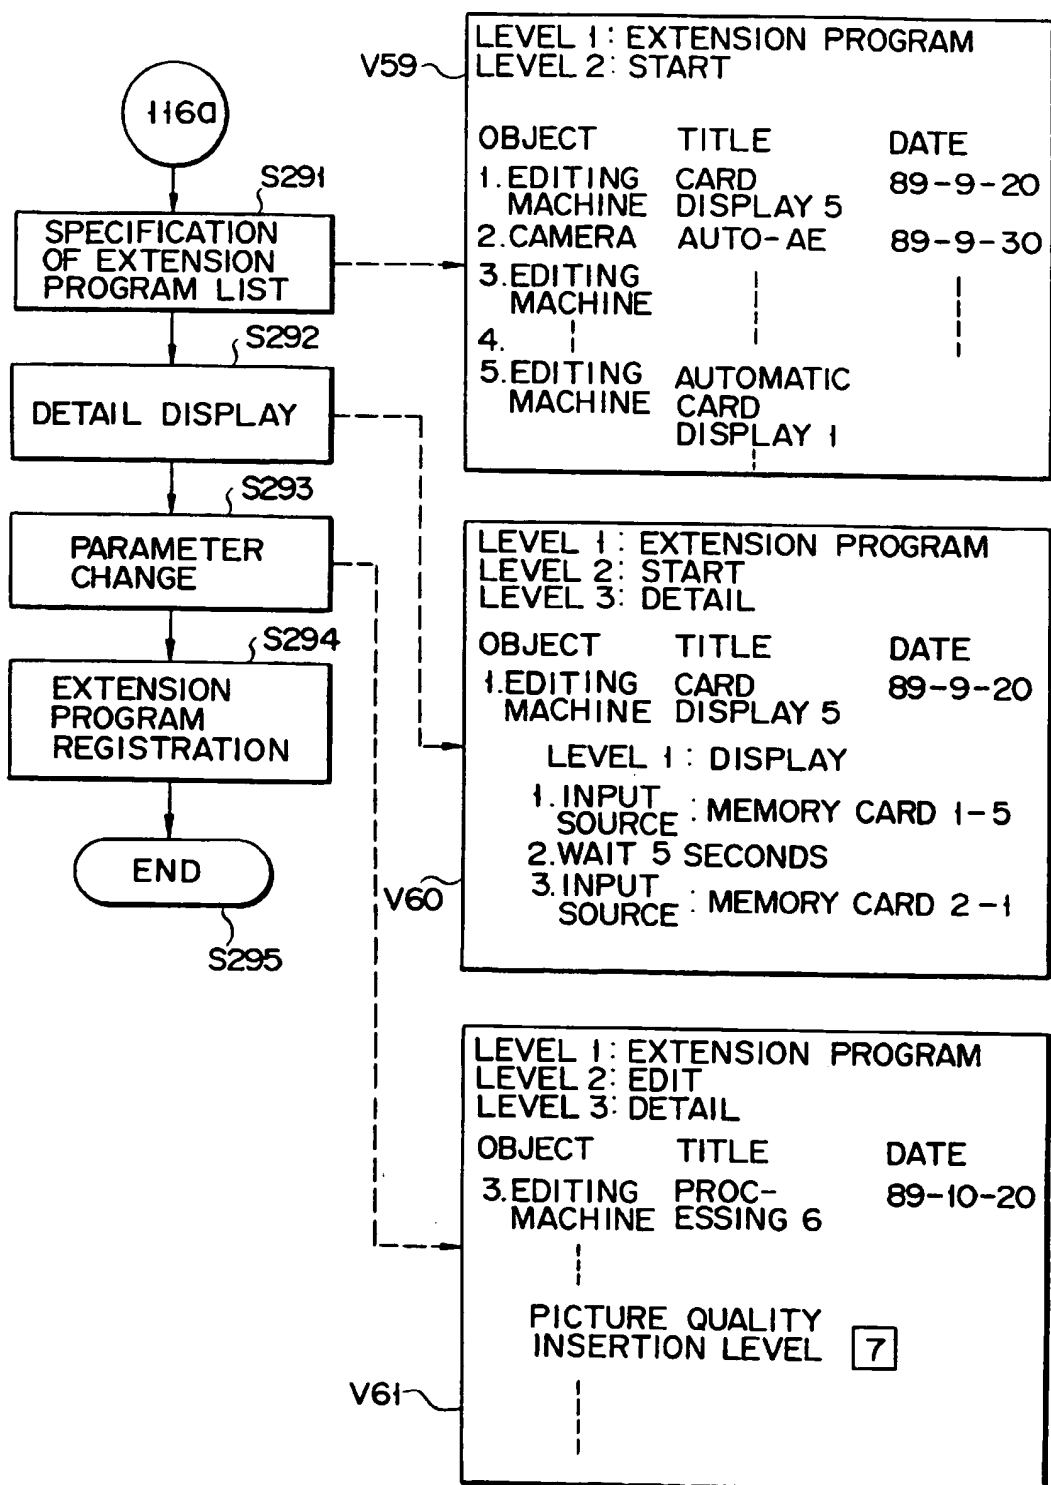 116a
S291
SPECIFICATION
OF EXTENSION
PROGRAM LIST
S292
DETAIL DISPLAY
S293
PARAMETER
CHANGE
S294
EXTENSION
PROGRAM
REGISTRATION
END
S295
V59
LEVEL 1: EXTENSION PROGRAM
LEVEL 2: START
OBJECT TITLE DATE
1. EDITING CARD 89-9-20
MACHINE DISPLAY 5
2. CAMERA AUTO-AE 89-9-30
3. EDITING
MACHINE
4.
5. EDITING AUTOMATIC
MACHINE CARD
DISPLAY 1
V60
LEVEL 1: EXTENSION PROGRAM
LEVEL 2: START
LEVEL 3: DETAIL
OBJECT TITLE DATE
1. EDITING CARD 89-9-20
MACHINE DISPLAY 5
LEVEL 1: DISPLAY
1. INPUT
SOURCE : MEMORY CARD 1-5
2. WAIT 5 SECONDS
3. INPUT
SOURCE : MEMORY CARD 2-1
V61
LEVEL 1: EXTENSION PROGRAM
LEVEL 2: EDIT
LEVEL 3: DETAIL
OBJECT TITLE DATE
3. EDITING PROC- 89-10-20
MACHINE ESSING 6
PICTURE QUALITY
INSERTION LEVEL 7